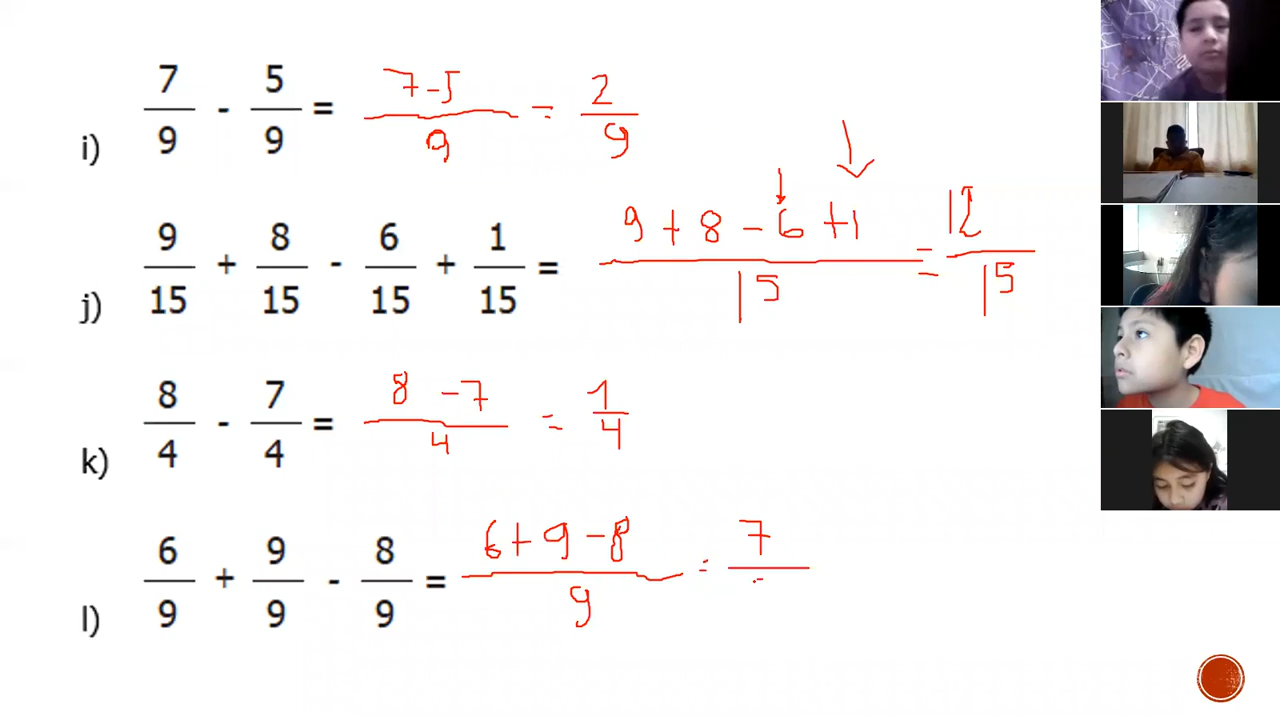 i) 7/9 - 5/9 = 7-5/9 = 2/9
j) 9/15 + 8/15 - 6/15 + 1/15 = 9+8-6+1/15 = 12/15
k) 8/4 - 7/4 = 8-7/4 = 1/4
l) 6/9 + 9/9 - 8/9 = 6+9-8/9 = 7/